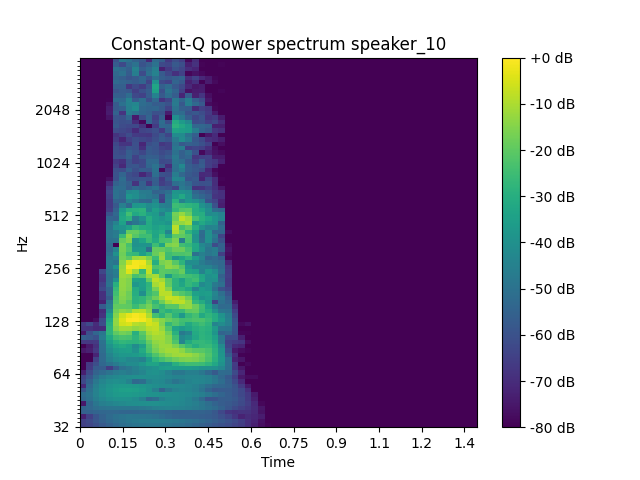 Constant-Q power spectrum speaker_10
Hz
2048
1024
512
256
128
64
32
0 0.15 0.3 0.45 0.6 0.75 0.9 1.1 1.2 1.4
Time
+0 dB
-10 dB
-20 dB
-30 dB
-40 dB
-50 dB
-60 dB
-70 dB
-80 dB